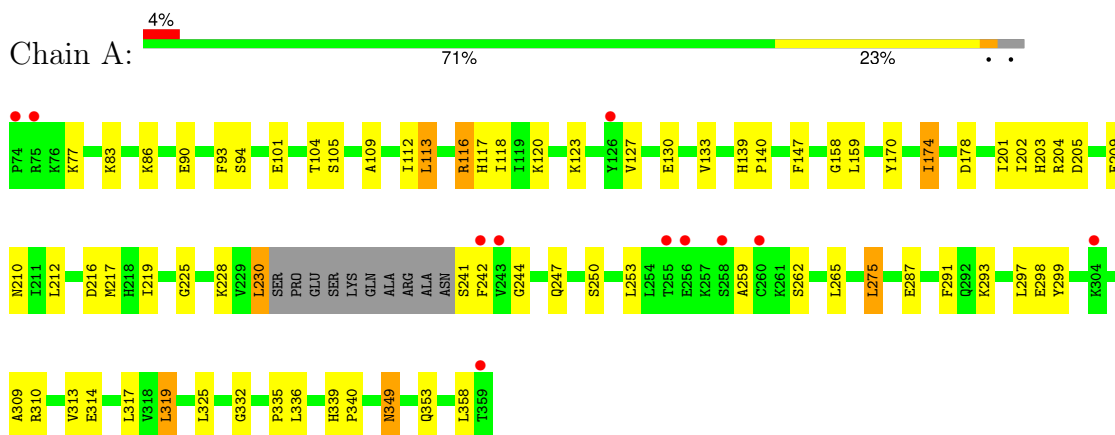 4%
Chain A:
71% 23% • •
P74 R75 K76 K77 K83 K86 E90 F93 S94 E101 T104 S105 A109 I112 L113 R116 H117 I118 I119 K120 K123 Y126 V127 E130 V133 H139 P140 F147 G158 L159 Y170 I174 D178 I201 I202 H203 R204 D205
N210 I211 L212 D216 M217 H218 I219 G225 K228 V229 L230 SER PRO GLU SER LYS GLN ALA ARG ALA ASN S241 F242 V243 G244 Q247 S250 L253 L254 T255 E256 K257 S258 A259 C260 K261 S262 L265 L275 E287 F291 Q292 K293 L297 E298 Y299 K304
A309 R310 V313 E314 L317 V318 L319 L325 G332 P335 L336 H339 P340 N349 Q353 L358 T359